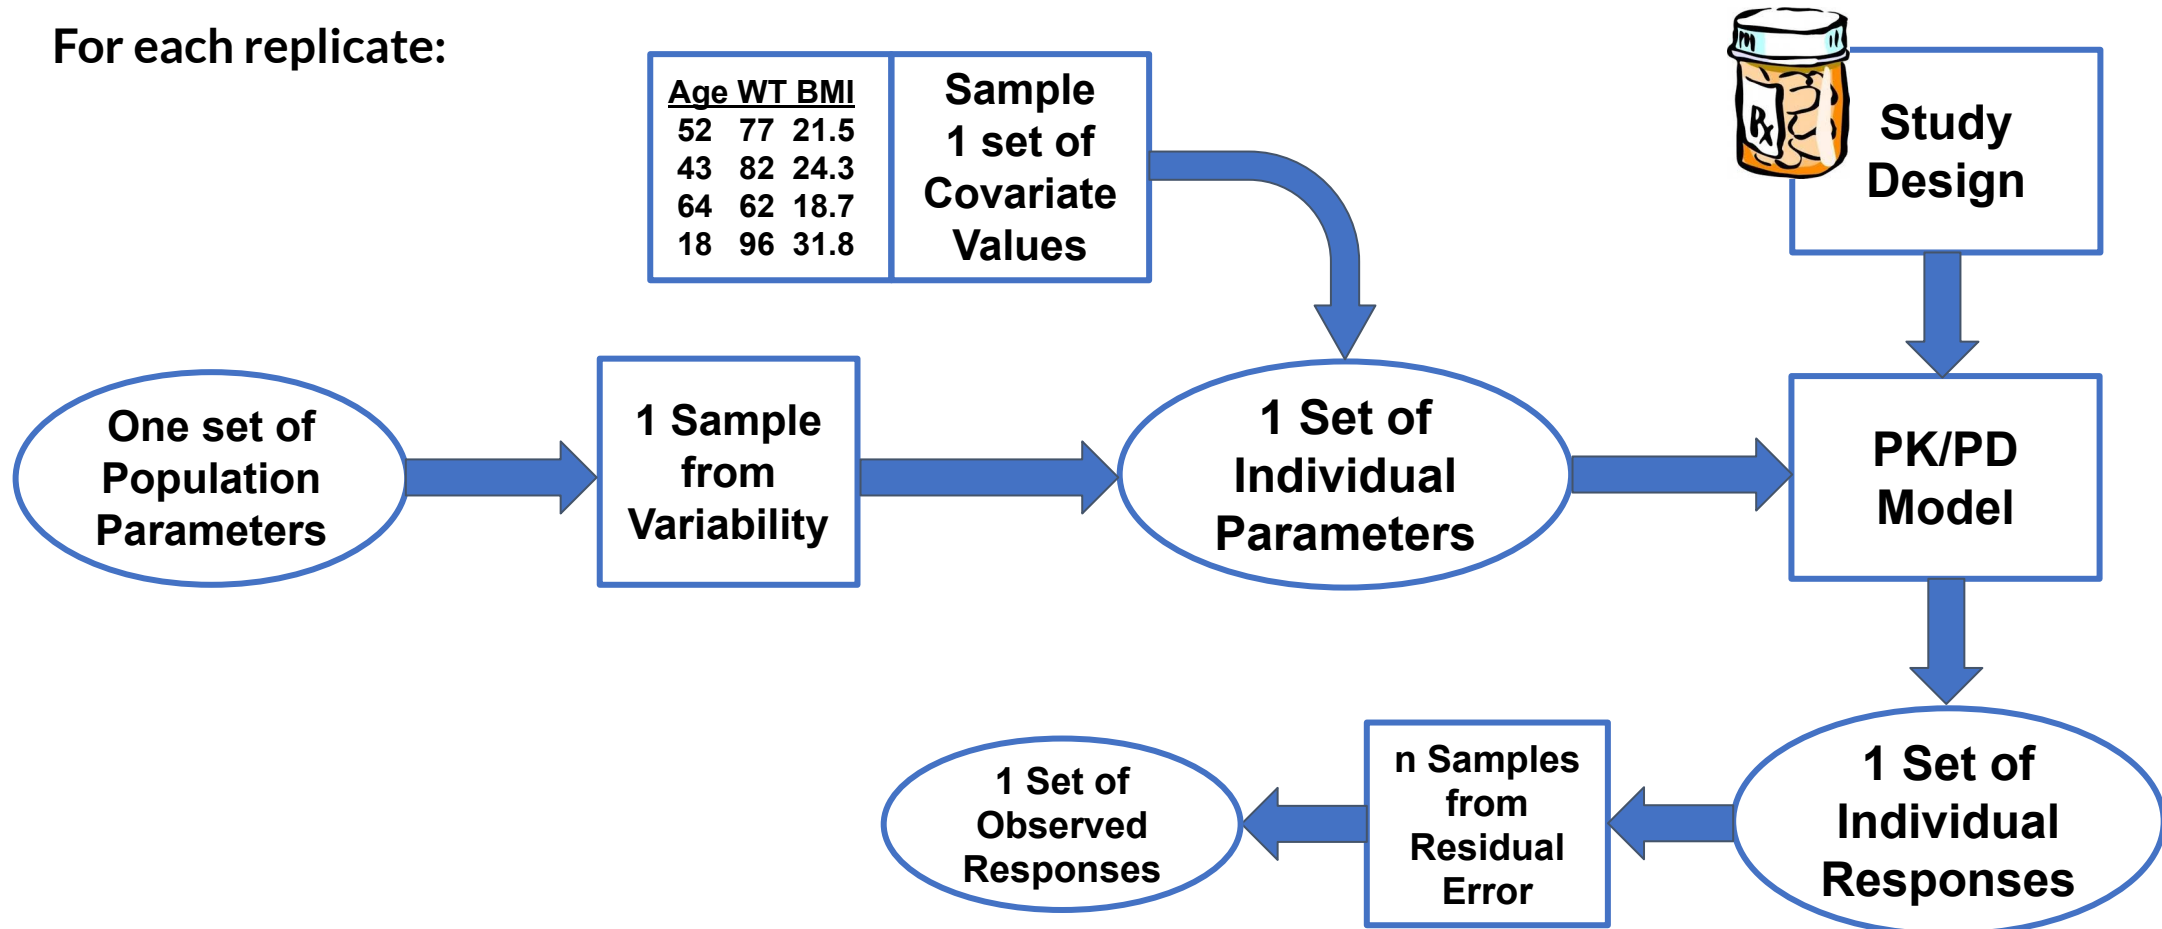 For each replicate:
Age WT BMI
52 77 21.5
43 82 24.3
64 62 18.7
18 96 31.8
Sample
1 set of
Covariate
Values
Rx
Study
Design
One set of
Population
Parameters
1 Sample
from
Variability
1 Set of
Individual
Parameters
PK/PD
Model
1 Set of
Observed
Responses
n Samples
from
Residual
Error
1 Set of
Individual
Responses